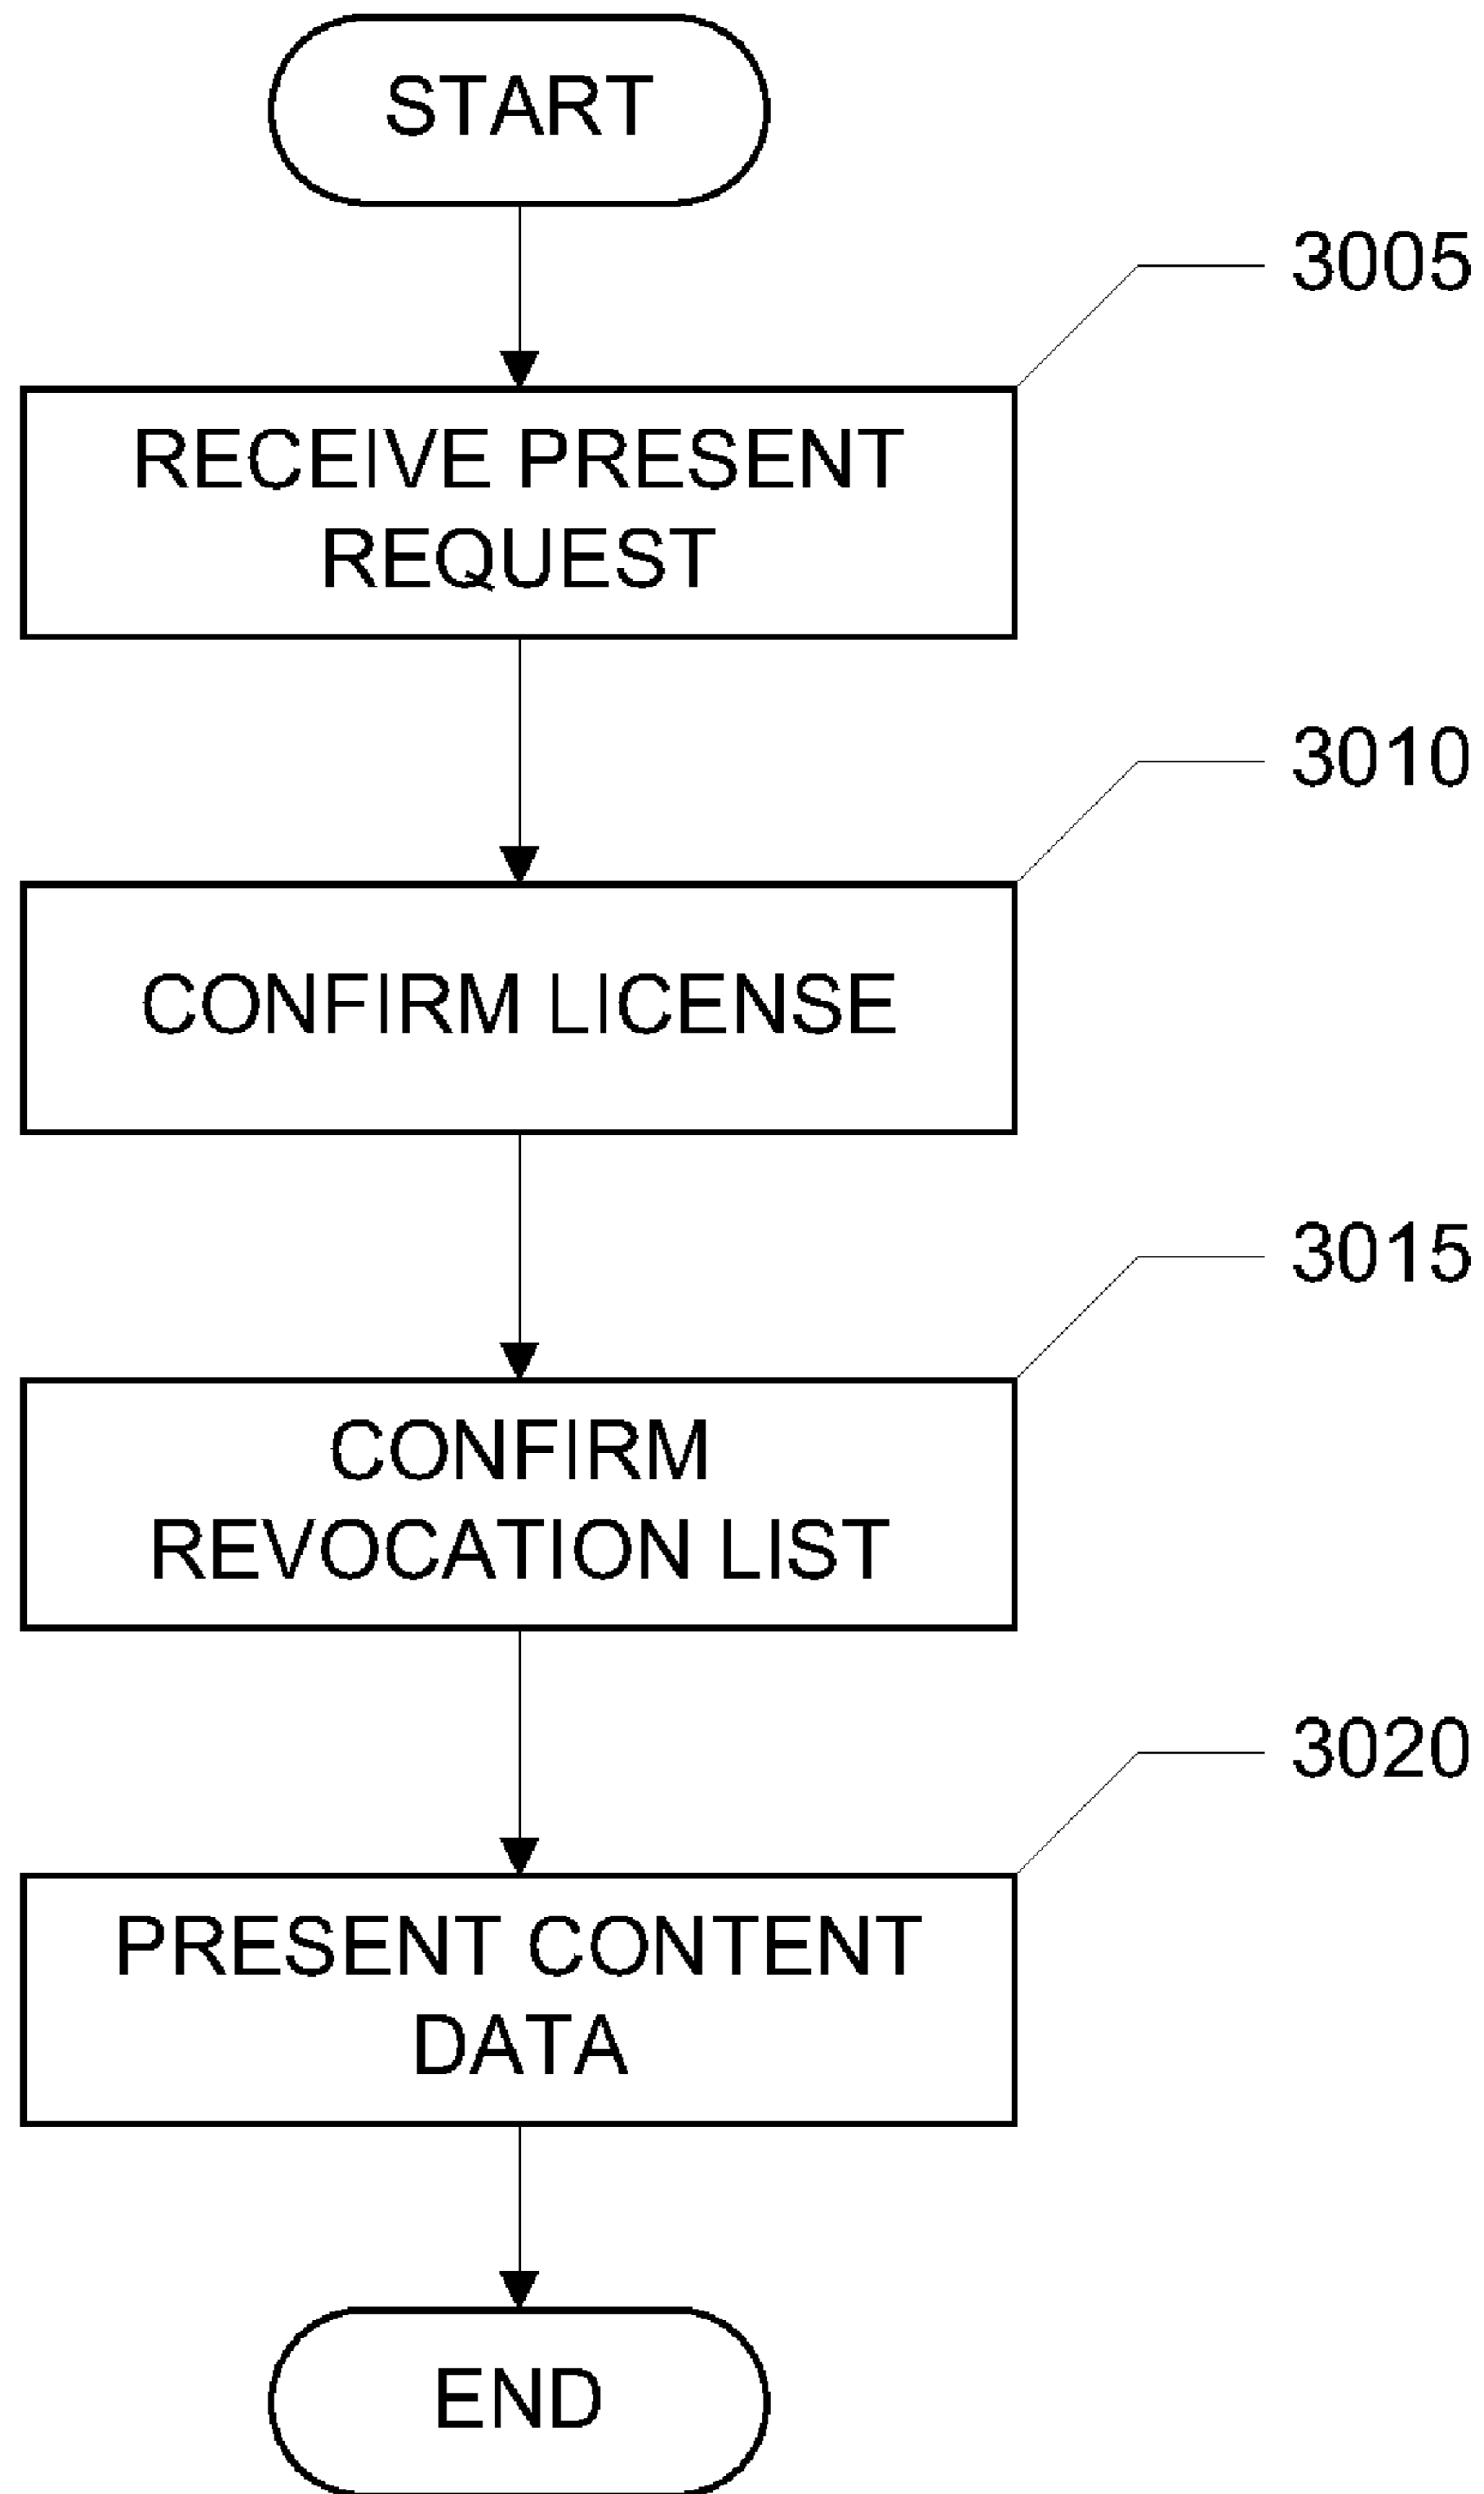 START
3005
RECEIVE PRESENT
REQUEST
3010
CONFIRM LICENSE
3015
CONFIRM
REVOCATION LIST
3020
PRESENT CONTENT
DATA
END